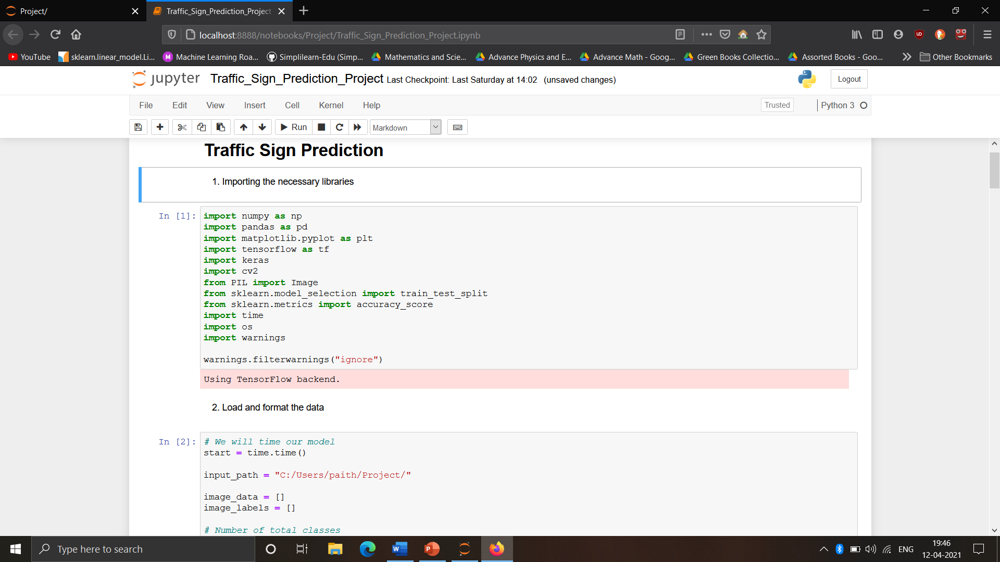 Project/
Traffic_Sign_Prediction_Project
localhost:8888/notebooks/Project/Traffic_Sign_Prediction_Project.ipynb
YouTube sklearn.linear_model.Li... M Machine Learning Roa... Simplilearn-Edu (Simp... Mathematics and Scie... Advance Physics and E... Advance Math - Goog... Green Books Collectio... Assorted Books - Goo... Other Bookmarks
jupyter Traffic_Sign_Prediction_Project Last Checkpoint: Last Saturday at 14:02 (unsaved changes) Logout
File Edit View Insert Cell Kernel Help Trusted Python 3
Run Markdown
Traffic Sign Prediction
1. Importing the necessary libraries
In [1]: import numpy as np
import pandas as pd
import matplotlib.pyplot as plt
import tensorflow as tf
import keras
import cv2
from PIL import Image
from sklearn.model_selection import train_test_split
from sklearn.metrics import accuracy_score
import time
import os
import warnings
warnings.filterwarnings("ignore")
Using TensorFlow backend.
2. Load and format the data
In [2]: # We will time our model
start = time.time()
input_path = "C:/Users/paith/Project/"
image_data = []
image_labels = []
# Number of total classes
Type here to search
W P ENG
19:46
12-04-2021